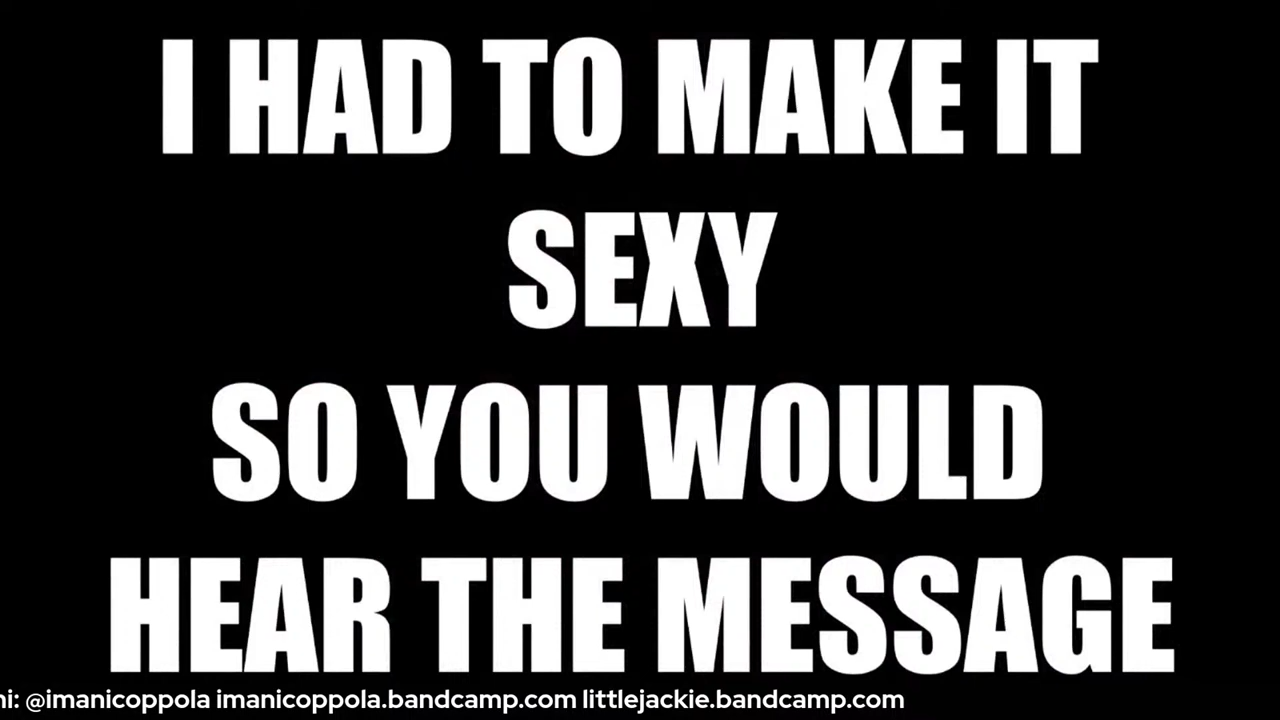 I HAD TO MAKE IT
SEXY
SO YOU WOULD
HEAR THE MESSAGE
@imanicoppola imanicoppola.bandcamp.com littlejackie.bandcamp.com